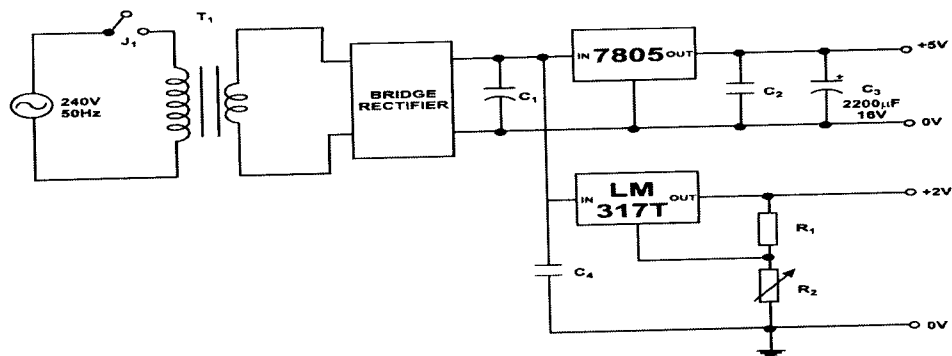 T₁
J₁
240V
50Hz
BRIDGE
RECTIFIER
C₁
IN 7805 OUT
C₂
C₃
2200µF
16V
+
+5V
0V
IN LM OUT
317T
+2V
R₁
C₄
R₂
0V